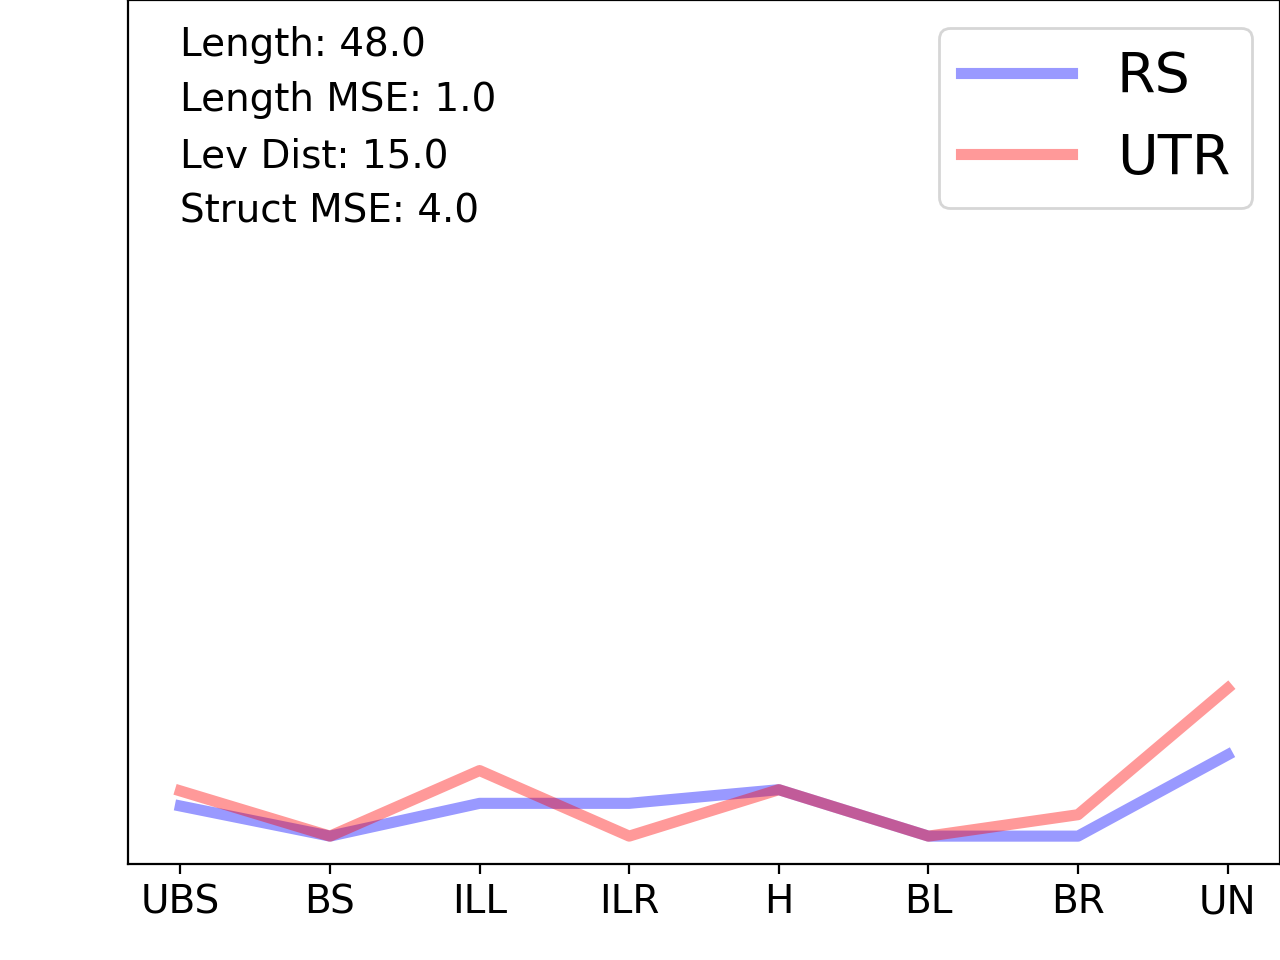 Length: 48.0
Length MSE: 1.0
Lev Dist: 15.0
Struct MSE: 4.0
RS
UTR
UBS BS ILL ILR H BL BR UN